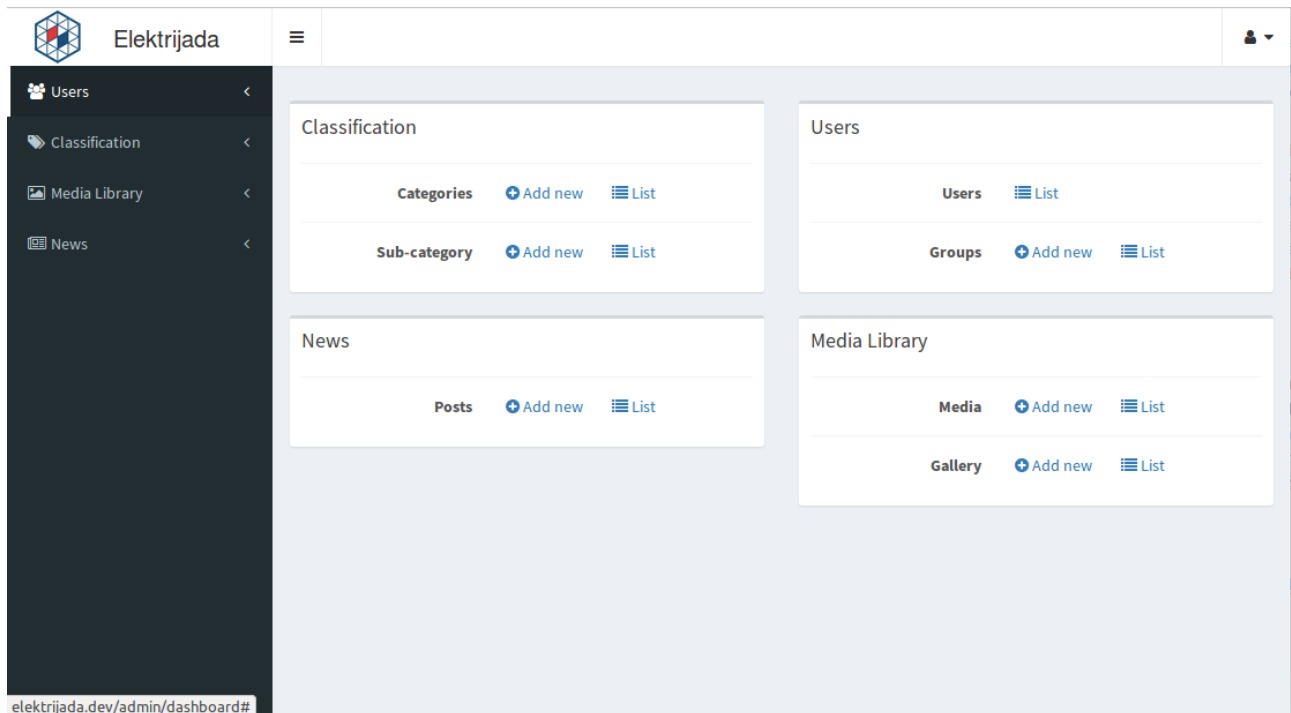 Elektrijada
Users
Classification
Media Library
News
Classification
Categories Add new List
Sub-category Add new List
Users
Users List
Groups Add new List
News
Posts Add new List
Media Library
Media Add new List
Gallery Add new List
elektrijada.dev/admin/dashboard#